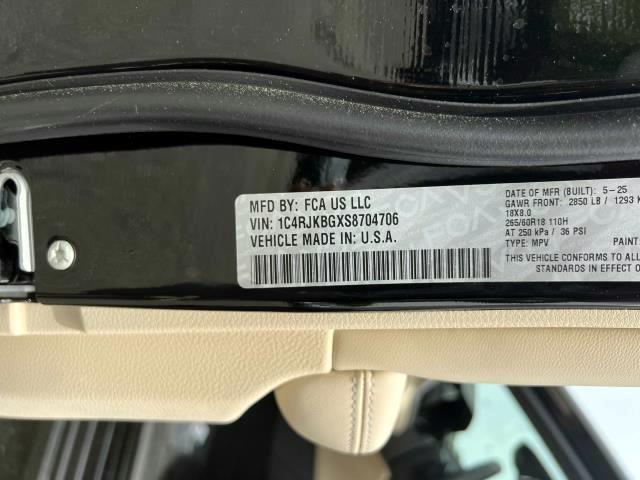 MFD BY: FCA US LLC
VIN: 1C4RJKBGXS8704706
VEHICLE MADE IN: U.S.A.
DATE OF MFR (BUILT): 5-25
GAWR FRONT: 2850 LB / 1293 K
18X8.0
265/60R18 110H
AT 250 kPa / 36 PSI
TYPE: MPV PAINT:
THIS VEHICLE CONFORMS TO AL
STANDARDS IN EFFECT O